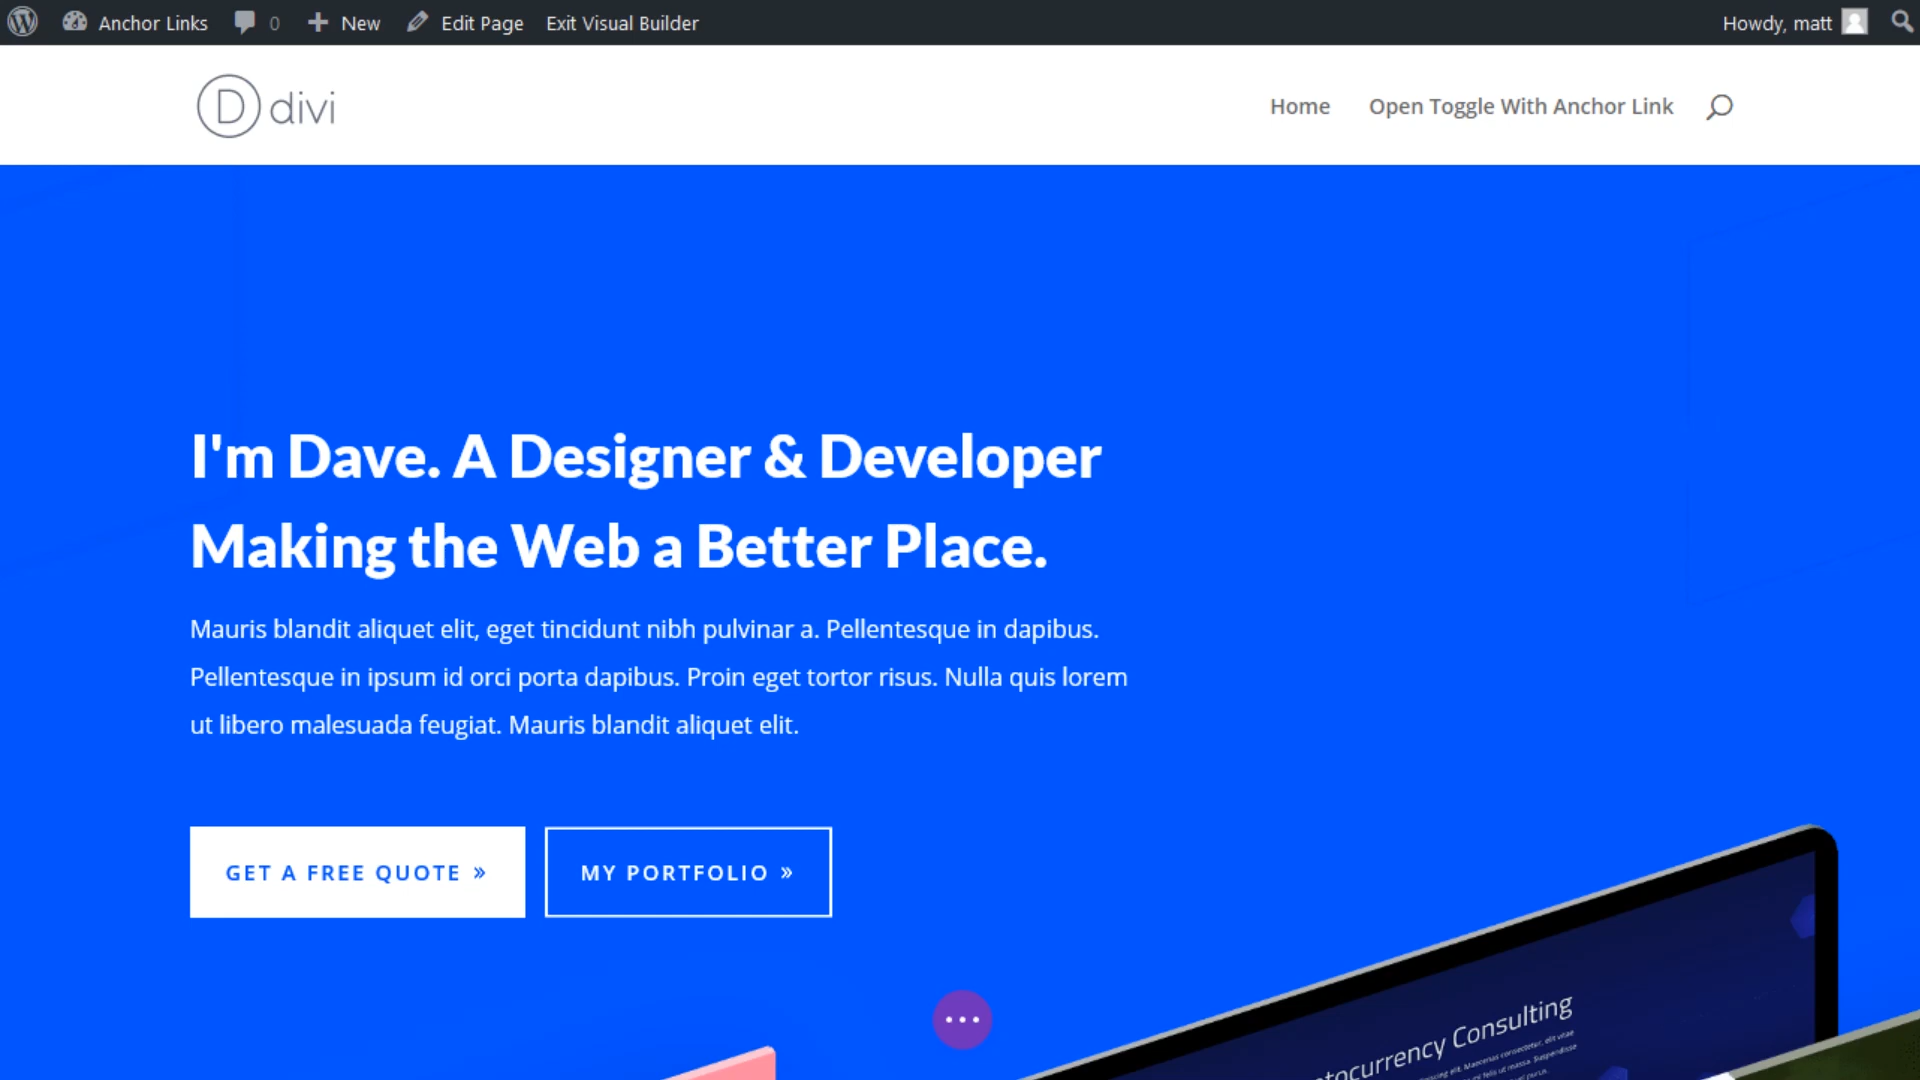 Anchor Links 0 New Edit Page Exit Visual Builder Howdy, matt
D divi Home Open Toggle With Anchor Link
I'm Dave. A Designer & Developer
Making the Web a Better Place.
Mauris blandit aliquet elit, eget tincidunt nibh pulvinar a. Pellentesque in dapibus.
Pellentesque in ipsum id orci porta dapibus. Proin eget tortor risus. Nulla quis lorem
ut libero malesuada feugiat. Mauris blandit aliquet elit.
GET A FREE QUOTE » MY PORTFOLIO »
Consulting